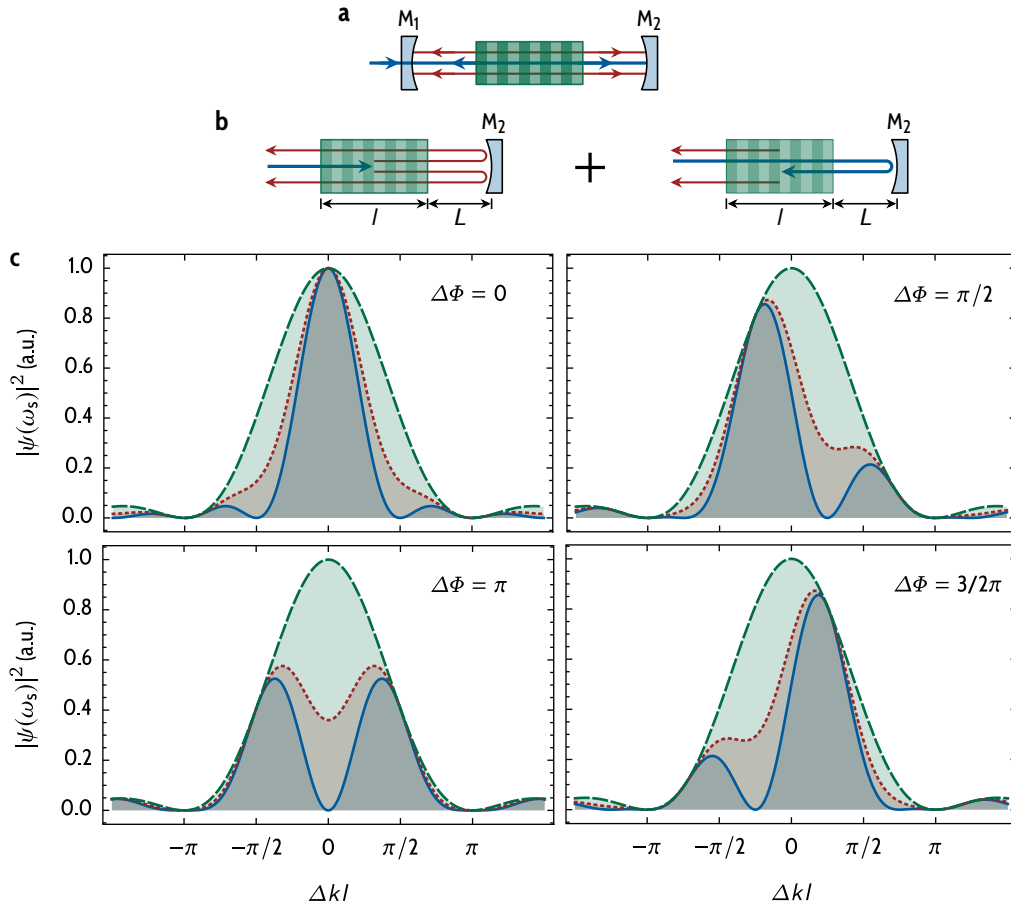 a
M₁ M₂
b
M₂ M₂
+
l L l L
c
|ψ(ωₛ)|² (a.u.)
1.0
0.8
0.6
0.4
0.2
0.0
ΔΦ = 0
ΔΦ = π/2
|ψ(ωₛ)|² (a.u.)
1.0
0.8
0.6
0.4
0.2
0.0
ΔΦ = π
ΔΦ = 3/2π
−π −π/2 0 π/2 π
−π −π/2 0 π/2 π
Δkl
Δkl